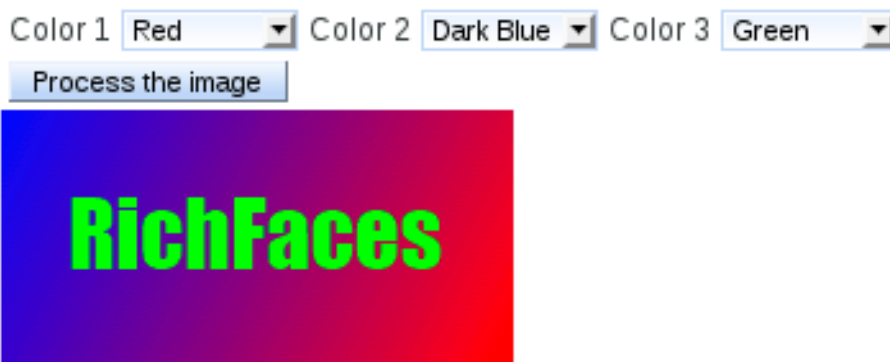 Color 1 Red Color 2 Dark Blue Color 3 Green
Process the image
RichFaces